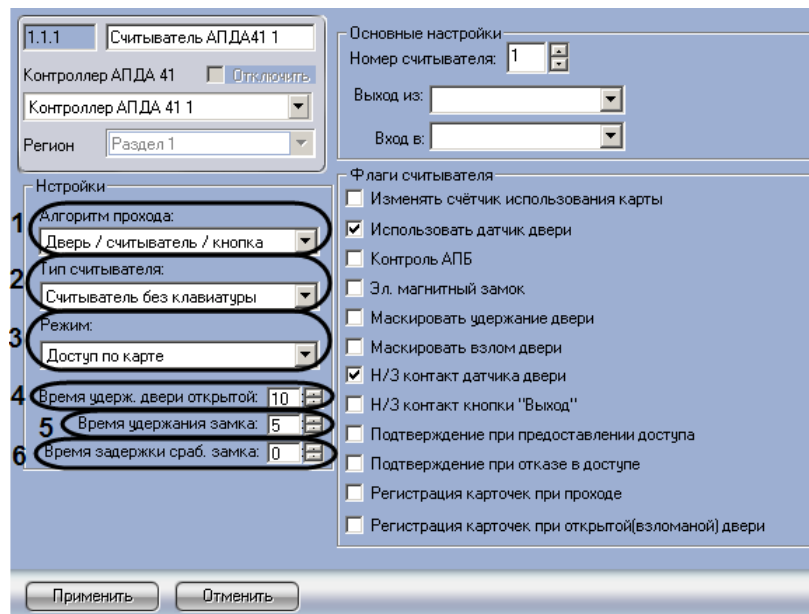 1.1.1
Считыватель АПДА41 1
Контроллер АПДА 41
Отключить
Контроллер АПДА 41 1
Регион
Раздел 1
Нстройки
1
Алгоритм прохода:
Дверь / считыватель / кнопка
2
Тип считывателя:
Считыватель без клавиатуры
3
Режим:
Доступ по карте
4
Время удерж. двери открытой: 10
5
Время удержания замка: 5
6
Время задержки сраб. замка: 0
Основные настройки
Номер считывателя: 1
Выход из:
Вход в:
Флаги считывателя
Изменять счётчик использования карты
Использовать датчик двери
Контроль АПБ
Эл. магнитный замок
Маскировать удержание двери
Маскировать взлом двери
Н/З контакт датчика двери
Н/З контакт кнопки "Выход"
Подтверждение при предоставлении доступа
Подтверждение при отказе в доступе
Регистрация карточек при проходе
Регистрация карточек при открытой(взломаной) двери
Применить
Отменить